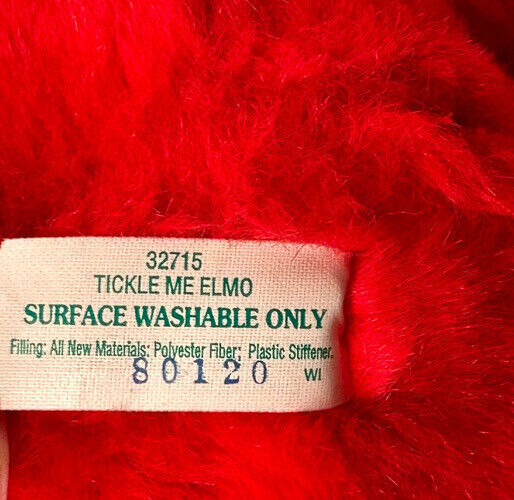 32715
TICKLE ME ELMO
SURFACE WASHABLE ONLY
Filling: All New Materials: Polyester Fiber; Plastic Stiffener.
80120 WI